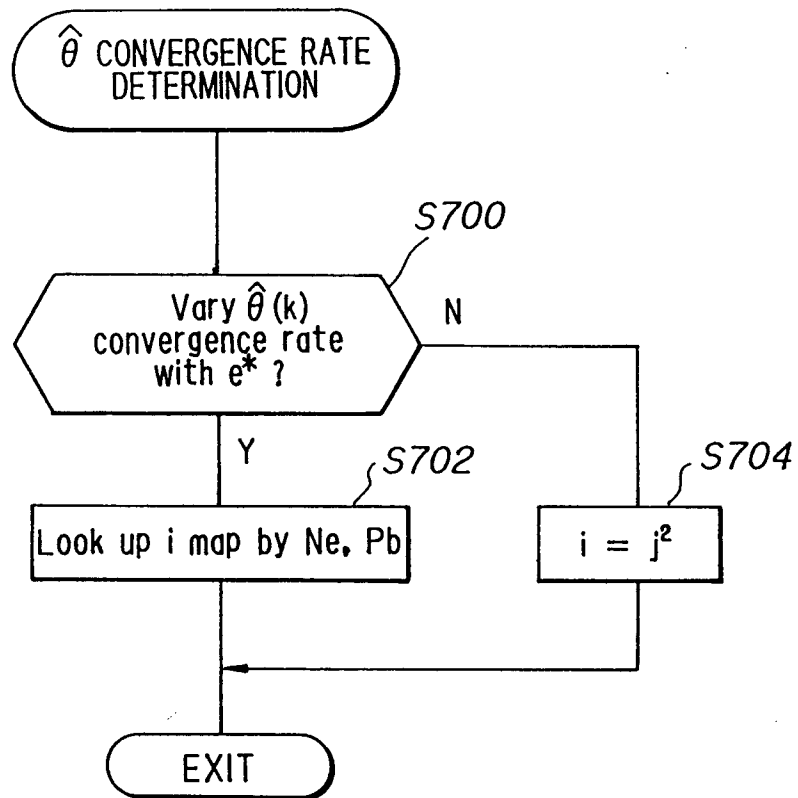 θ̂ CONVERGENCE RATE
DETERMINATION
S700
Vary θ̂(k)
convergence rate
with e* ?
N
Y
S702
S704
Look up i map by Ne, Pb
i = j²
EXIT